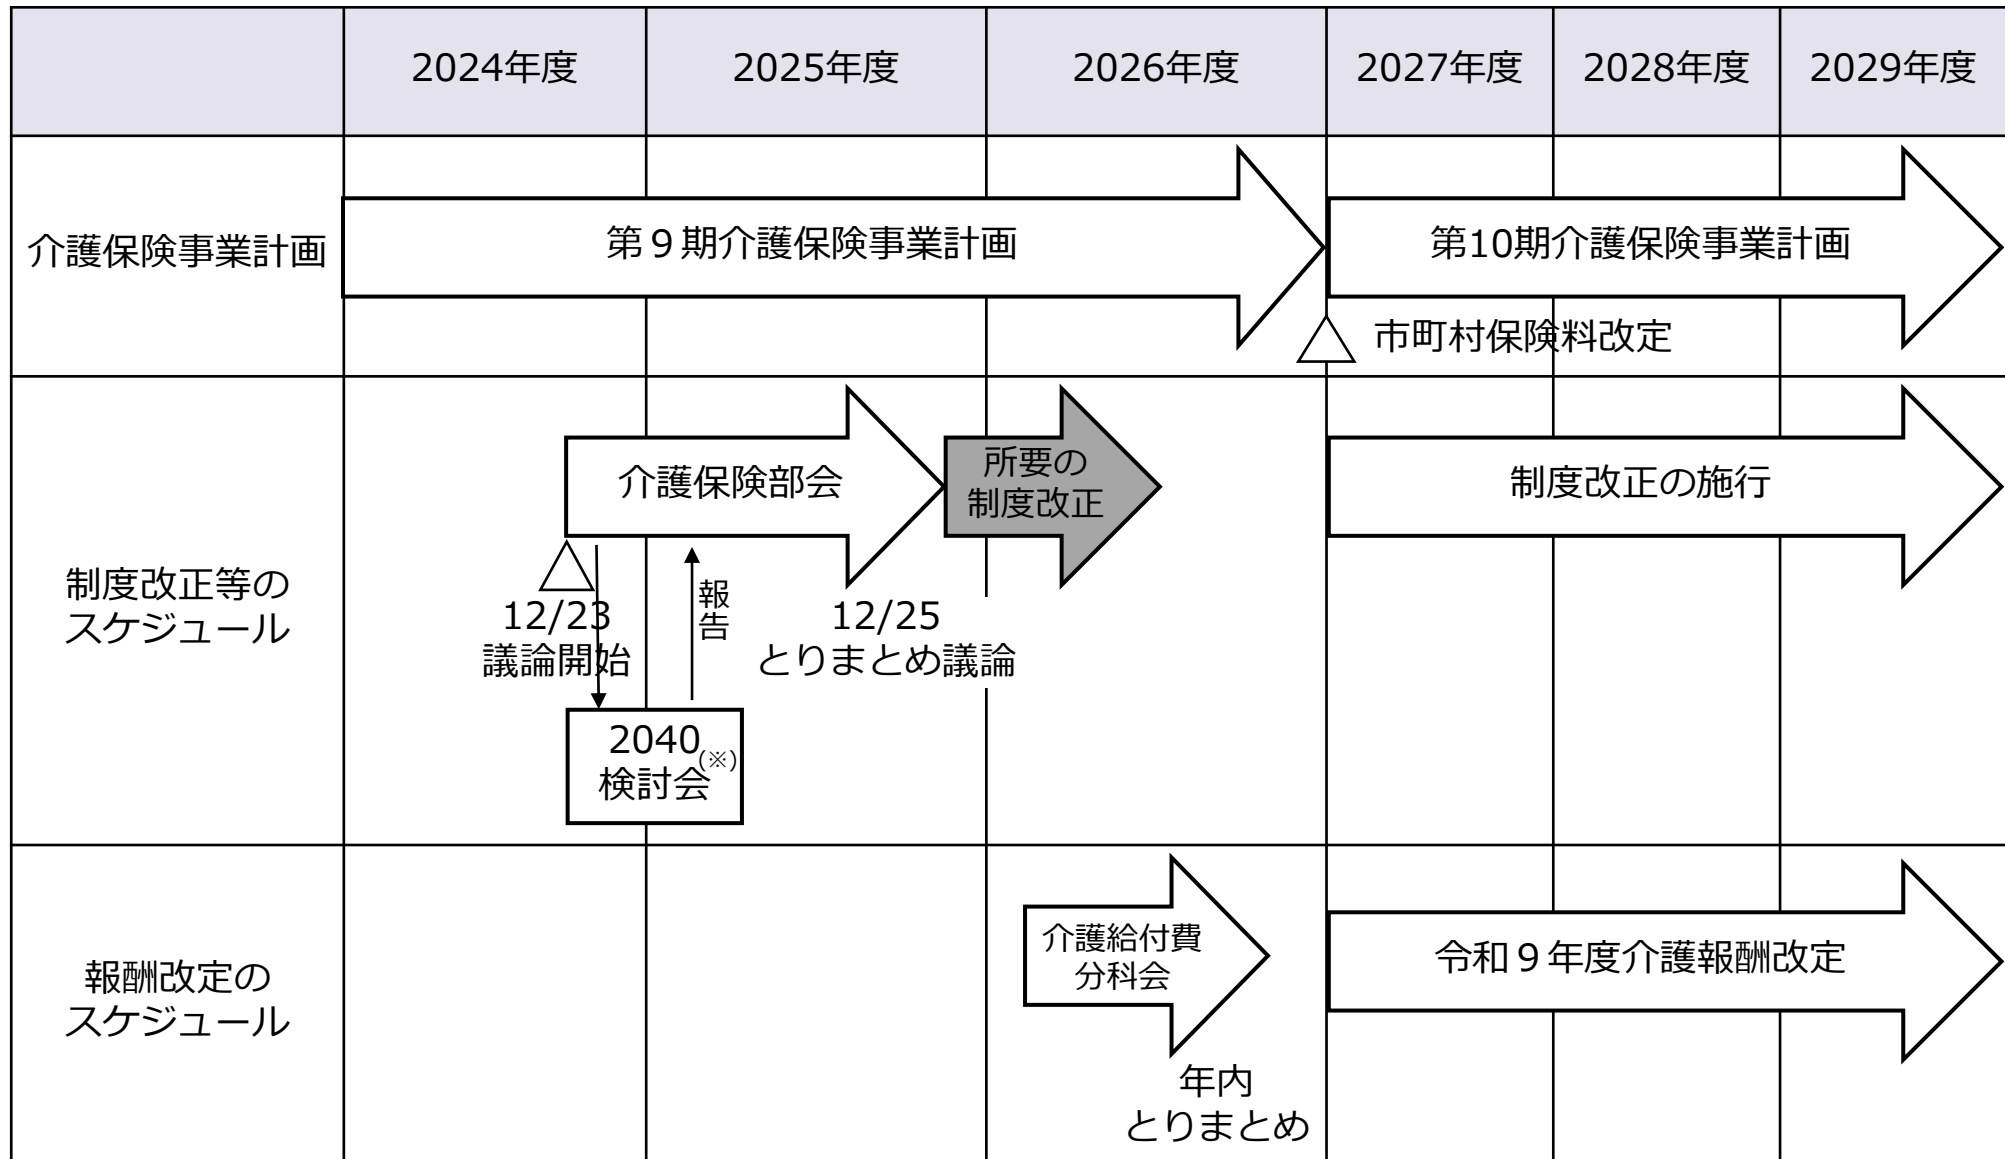 2024年度
2025年度
2026年度
2027年度
2028年度
2029年度
介護保険事業計画
第９期介護保険事業計画
第10期介護保険事業計画
市町村保険料改定
制度改正等の
スケジュール
介護保険部会
所要の
制度改正
制度改正の施行
12/23
議論開始
報告
12/25
とりまとめ議論
2040
検討会(※)
報酬改定の
スケジュール
介護給付費
分科会
令和９年度介護報酬改定
年内
とりまとめ